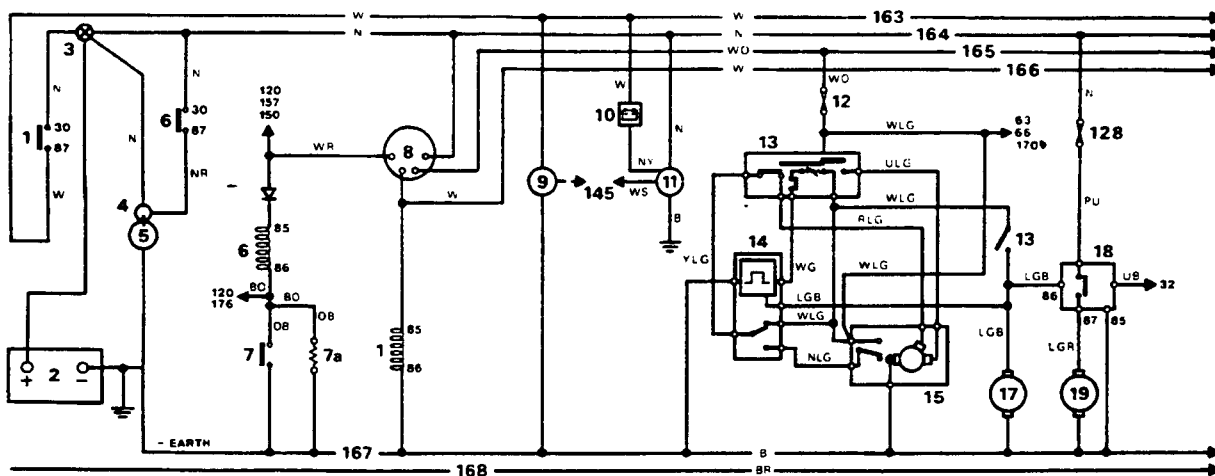 W W 163
N N 164
WO 165
W 166
3
N N N N
1 30 87
6 30 87
W
NR
4
5
120 157 150
WR
8
W
W
10
WO
12
WLG
63 66 170
N
128
13
ULG
WLG
RLG
9 145 11
NY
WS
B
6 85 86
120 176
BO BO
OB OB
7 7a
1 85 86
14
YLG
WG
WLG
LGB
WLG
NLG
15
13
PU
18
LGB 86
UB 32
87 85
LGB
LGR
17
19
+ 2 -
- EARTH 167 B
168 BR